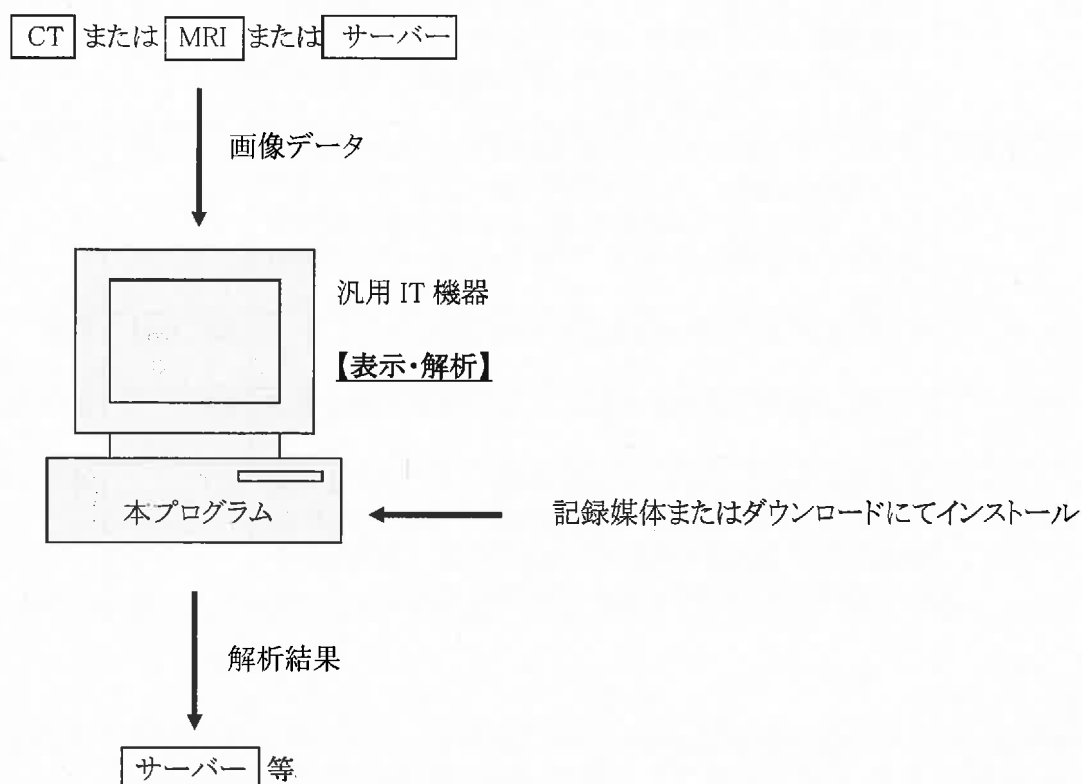 CT または MRI または サーバー
画像データ
汎用 IT 機器
【表示・解析】
本プログラム
記録媒体またはダウンロードにてインストール
解析結果
サーバー 等